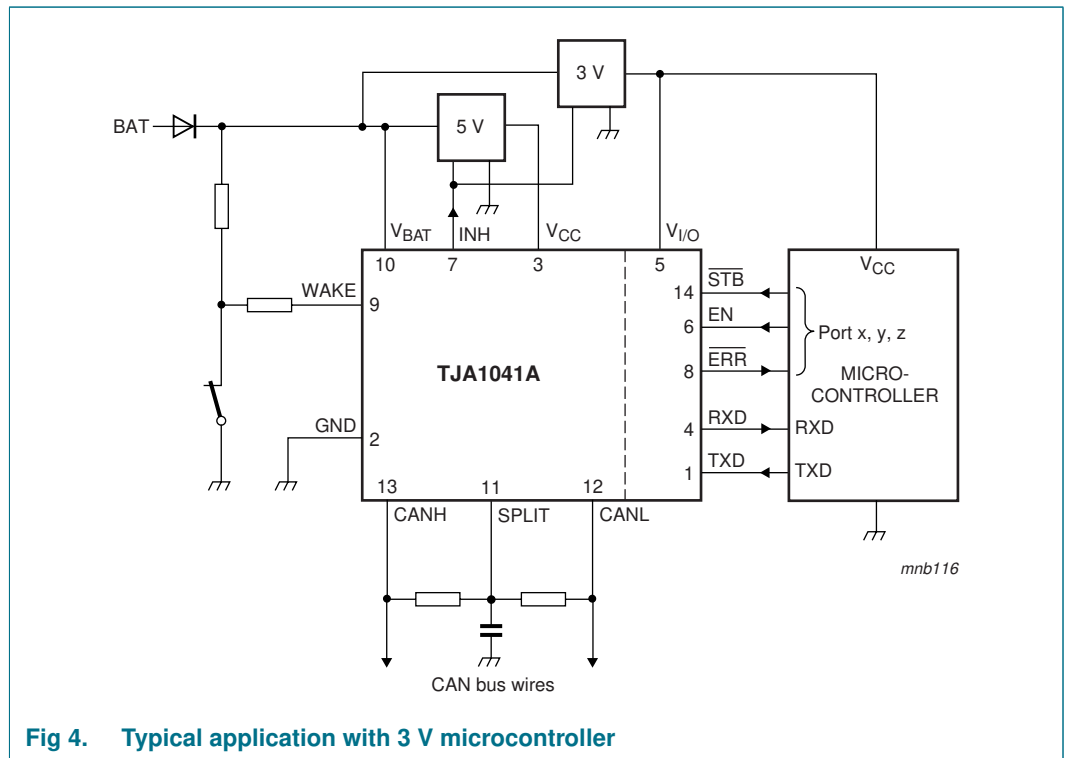 3 V
BAT
5 V
VBAT
INH
VCC
VI/O
10
7
3
5
VCC
WAKE
9
14
STB
6
EN
Port x, y, z
8
ERR
TJA1041A
MICRO-
CONTROLLER
GND
2
4
RXD
RXD
1
TXD
TXD
13
11
12
CANH
SPLIT
CANL
mnb116
CAN bus wires
Fig 4. Typical application with 3 V microcontroller